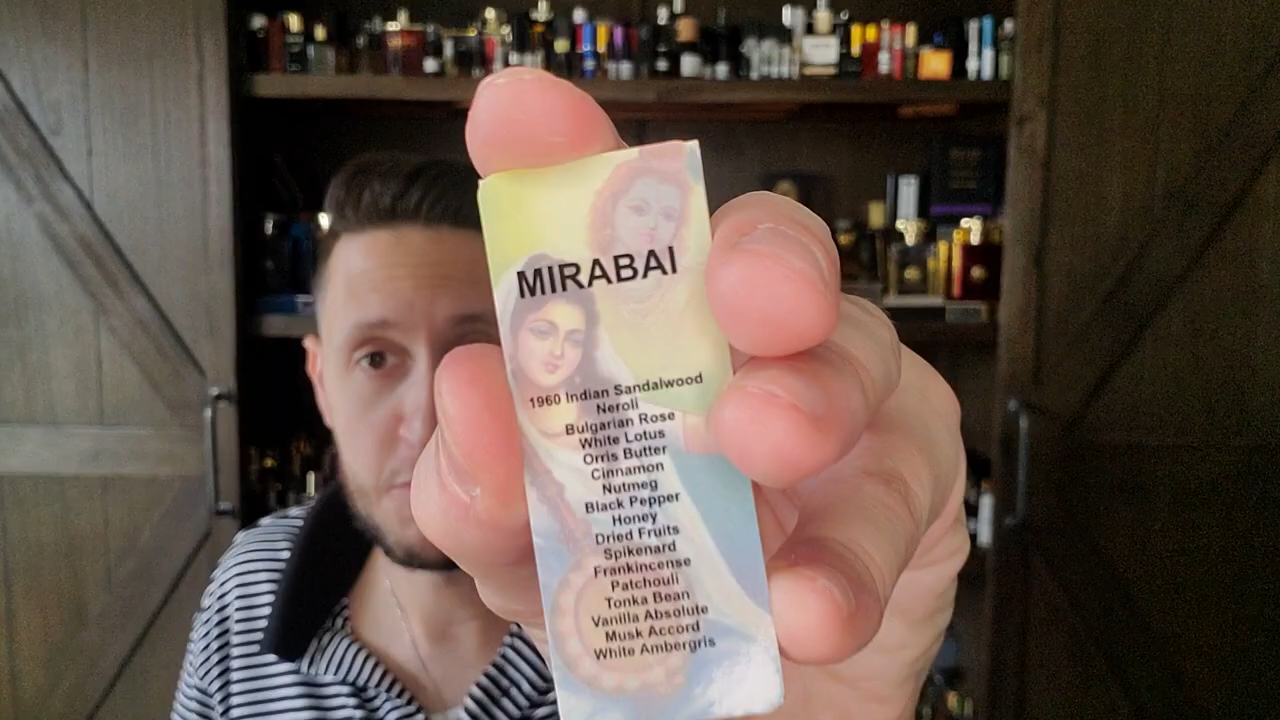 MIRABAI
1960 Indian Sandalwood
Neroli
Bulgarian Rose
White Lotus
Orris Butter
Cinnamon
Nutmeg
Black Pepper
Honey
Dried Fruits
Spikenard
Frankincense
Patchouli
Tonka Bean
Vanilla Absolute
Musk Accord
White Ambergris